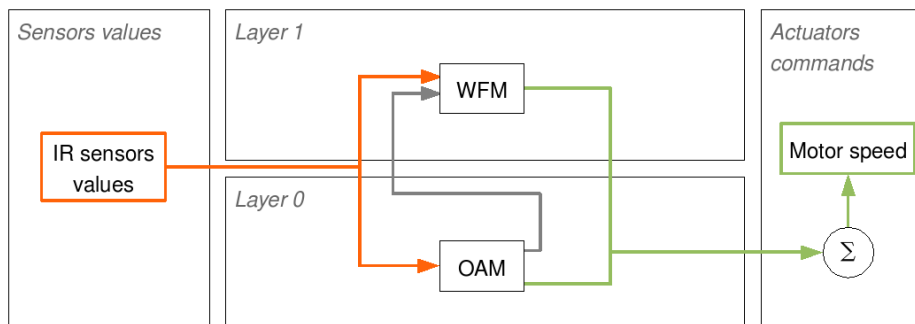 Sensors values
Layer 1
Actuators
commands
WFM
IR sensors
values
Motor speed
Layer 0
OAM
Σ